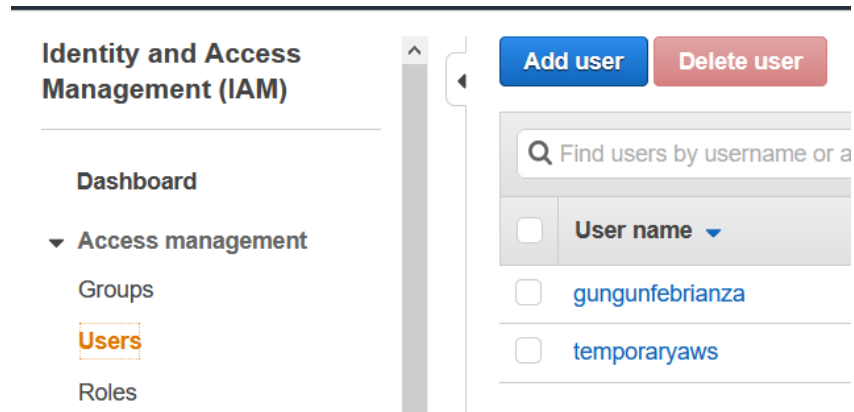 Identity and Access
Management (IAM)
Dashboard
Access management
Groups
Users
Roles
Add user
Delete user
Find users by username or a
User name
gungunfebrianza
temporaryaws